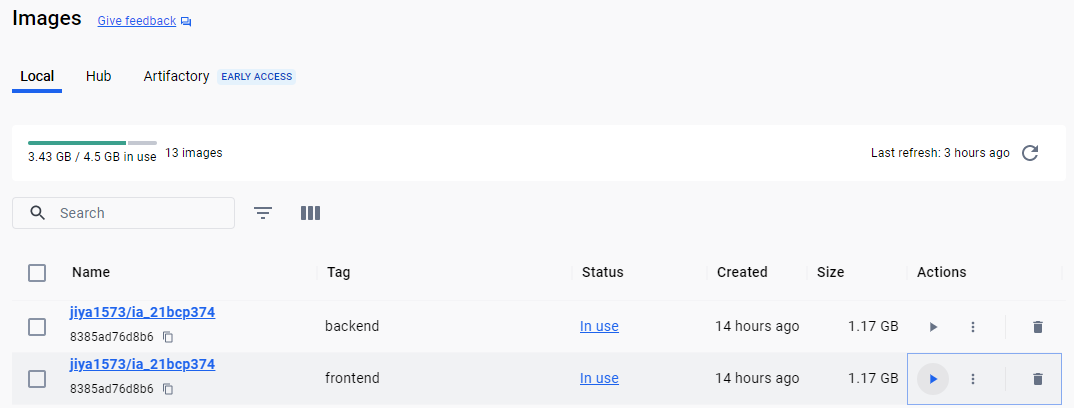 Images Give feedback
Local Hub Artifactory EARLY ACCESS
3.43 GB / 4.5 GB in use 13 images Last refresh: 3 hours ago
Search
Name Tag Status Created Size Actions
jiya1573/ia_21bcp374
8385ad76d8b6 backend In use 14 hours ago 1.17 GB
jiya1573/ia_21bcp374
8385ad76d8b6 frontend In use 14 hours ago 1.17 GB